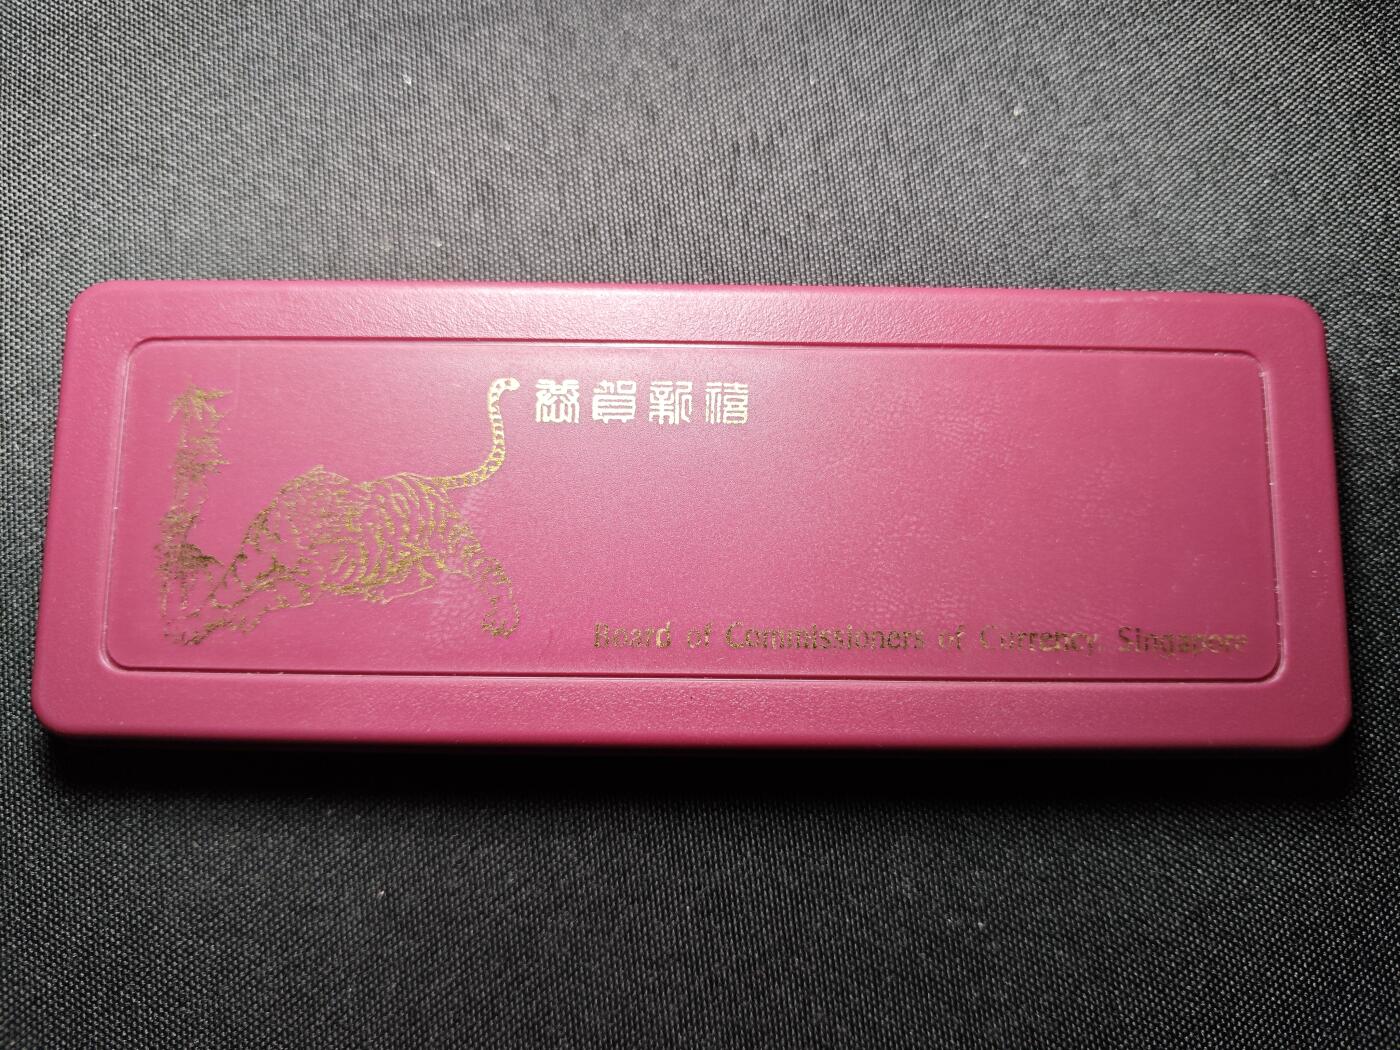 恭賀新禧
Board of Commissioners of Currency, Singapore